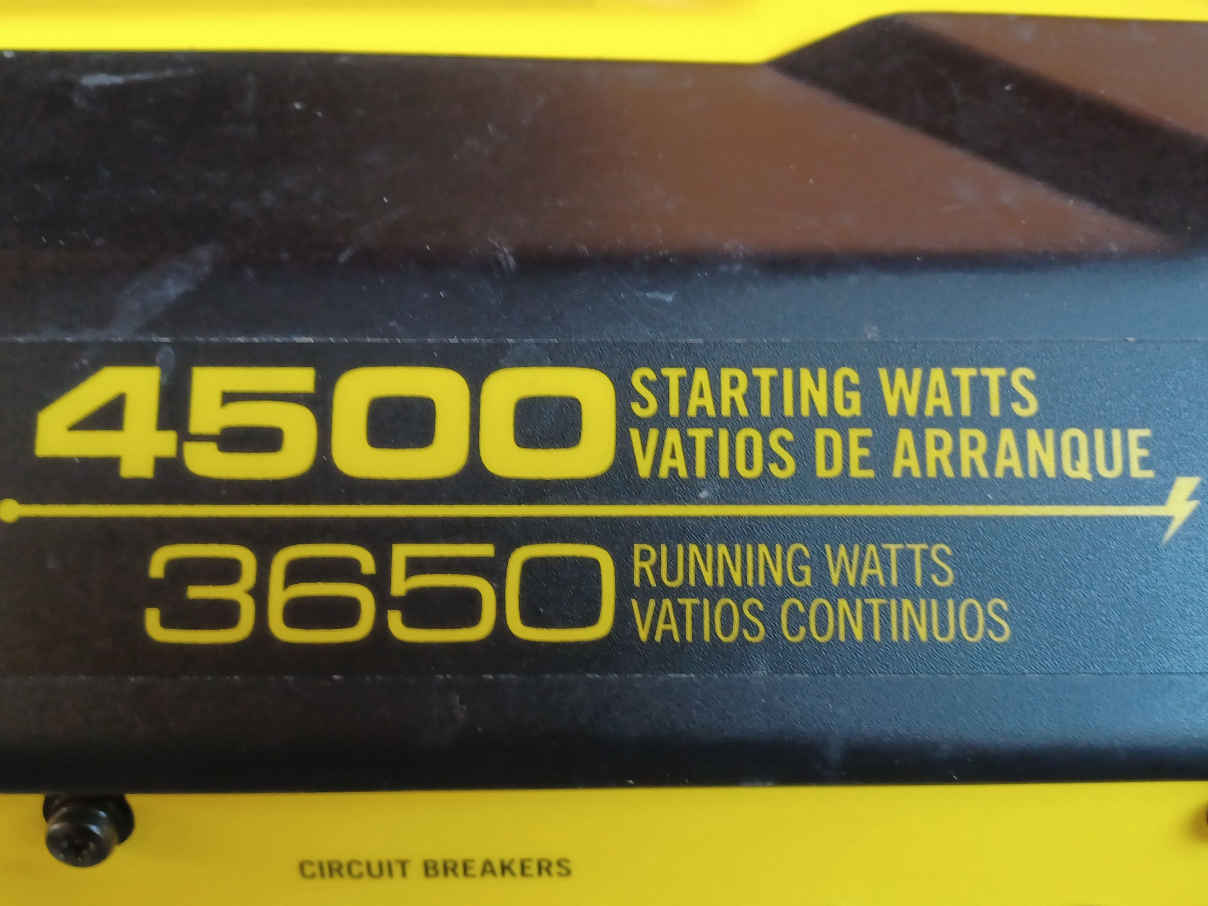 4500 STARTING WATTS
VATIOS DE ARRANQUE
3650 RUNNING WATTS
VATIOS CONTINUOS
CIRCUIT BREAKERS